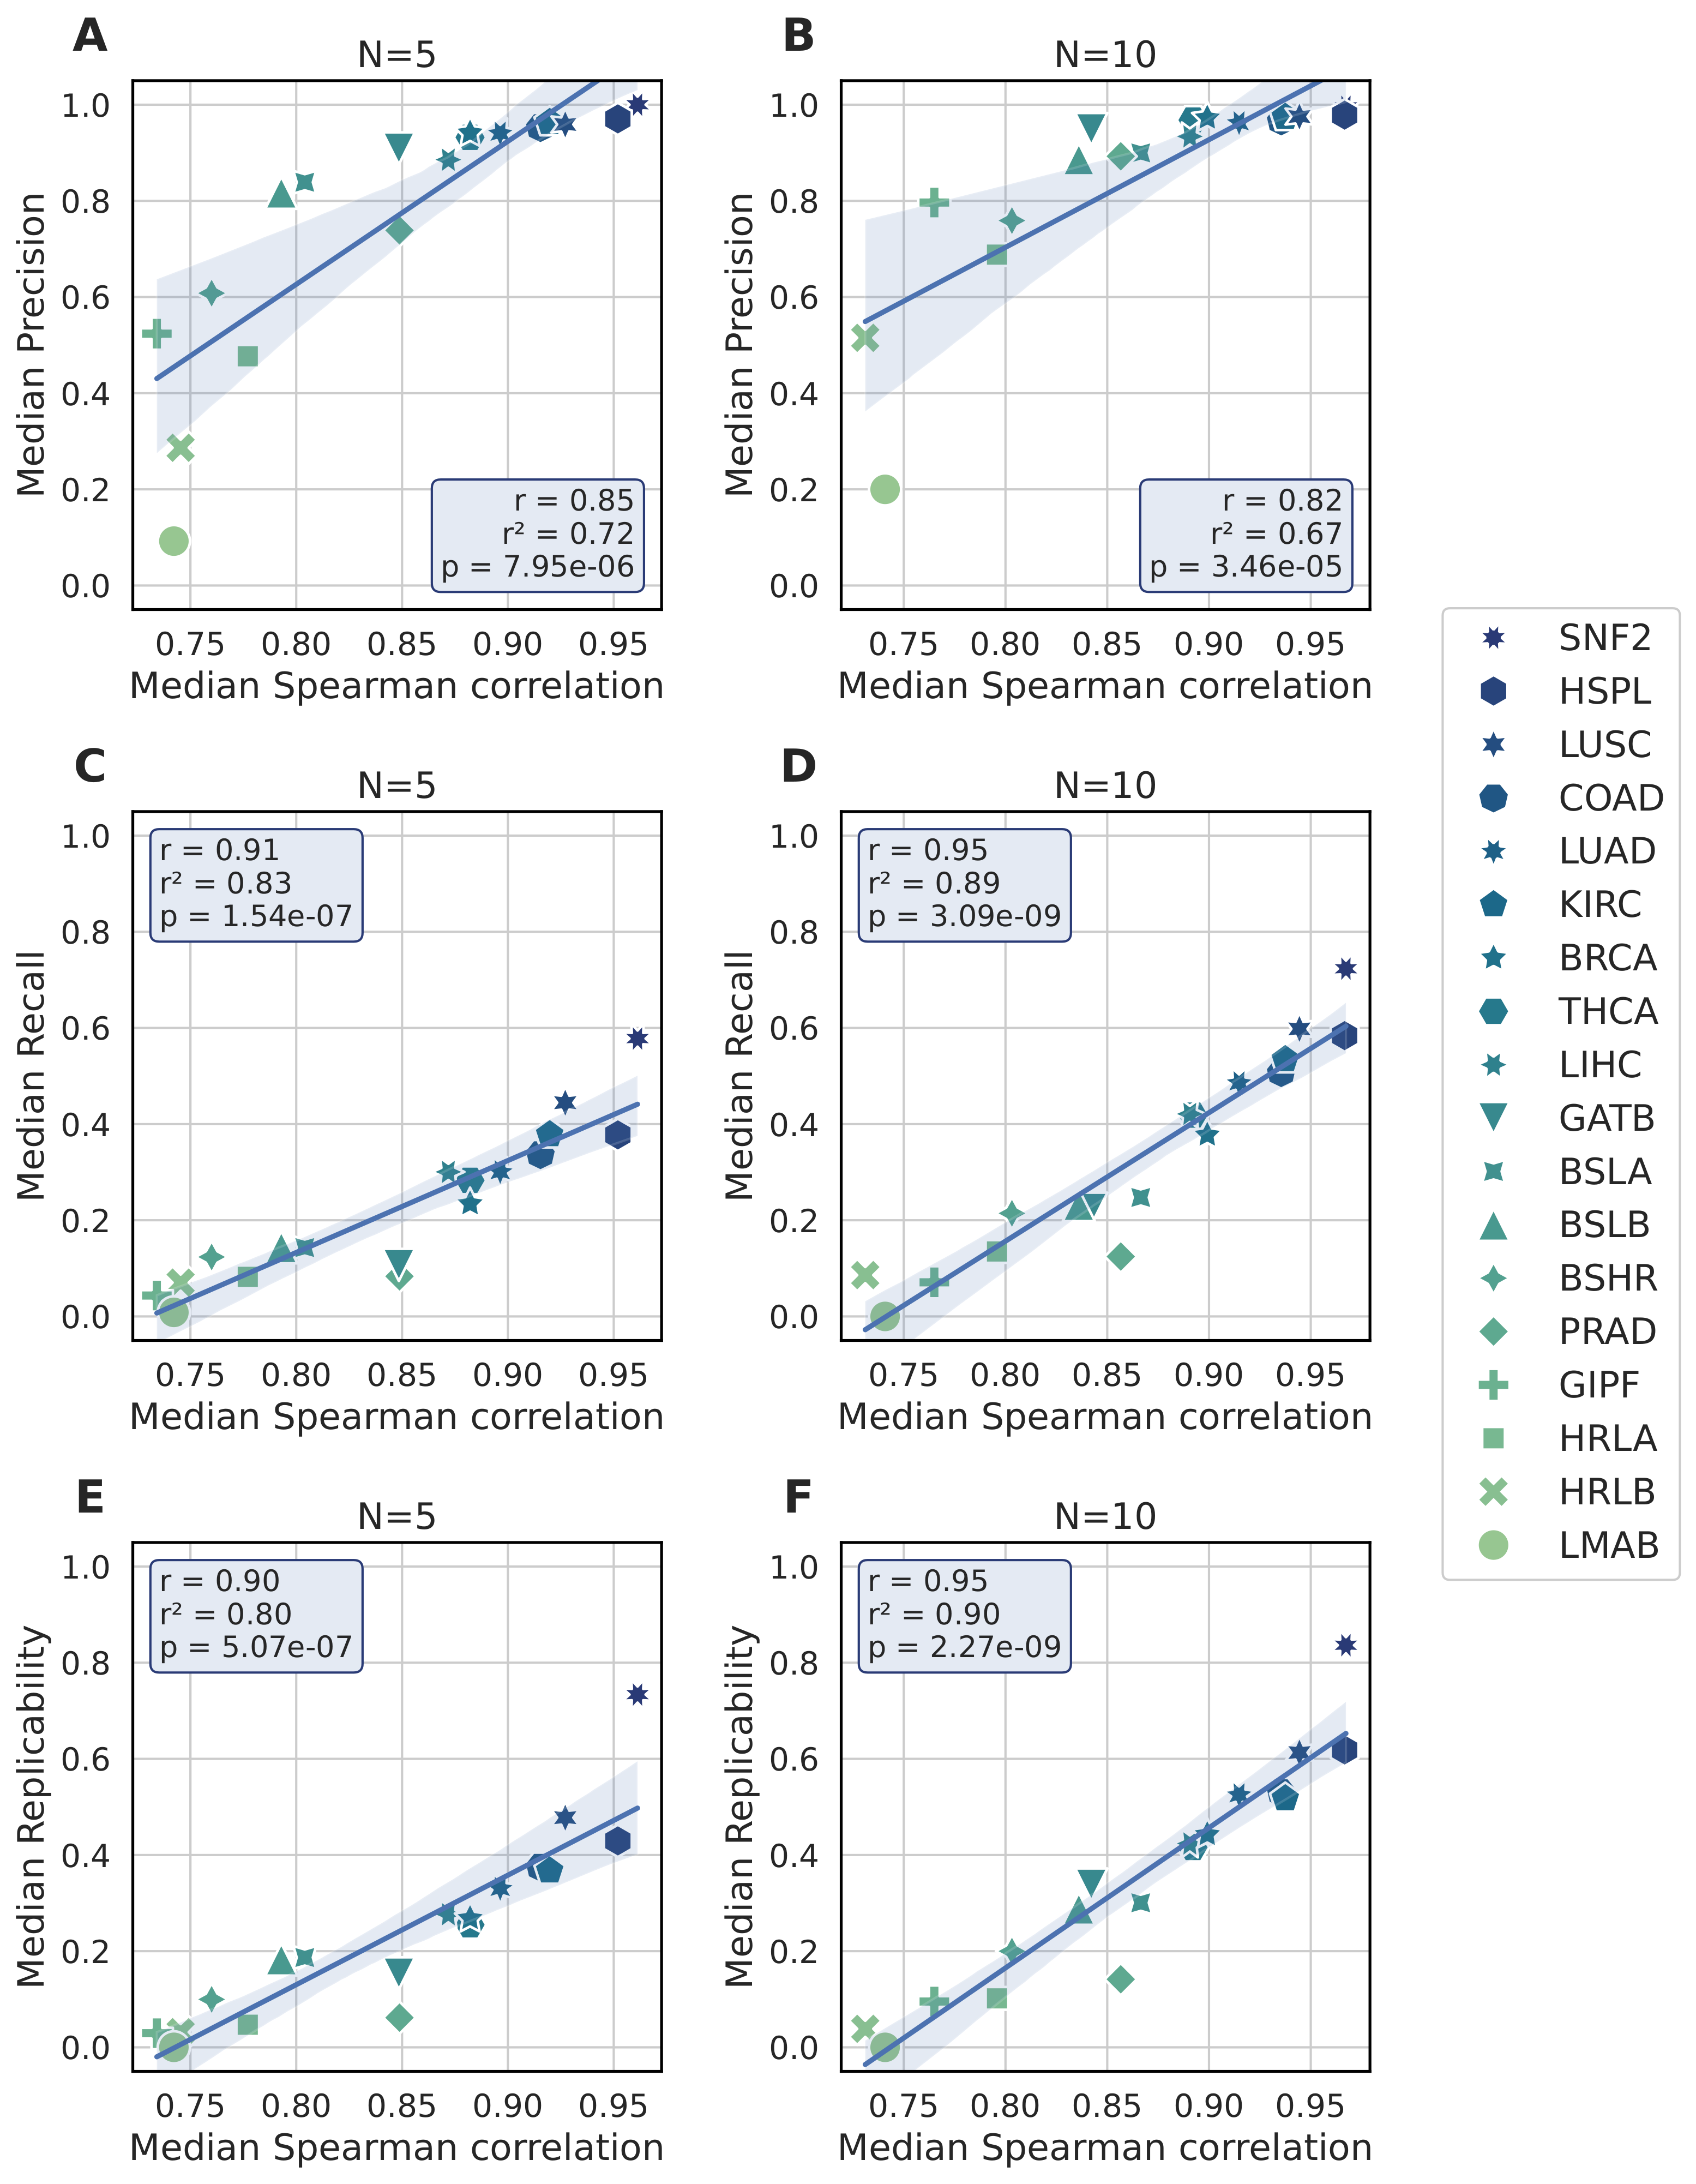 A
N=5
1.0
0.8
0.6
0.4
0.2
0.0
Median Precision
r = 0.85
r² = 0.72
p = 7.95e-06
0.75 0.80 0.85 0.90 0.95
Median Spearman correlation
B
N=10
1.0
0.8
0.6
0.4
0.2
0.0
Median Precision
r = 0.82
r² = 0.67
p = 3.46e-05
0.75 0.80 0.85 0.90 0.95
Median Spearman correlation
C
N=5
1.0
0.8
0.6
0.4
0.2
0.0
Median Recall
r = 0.91
r² = 0.83
p = 1.54e-07
0.75 0.80 0.85 0.90 0.95
Median Spearman correlation
D
N=10
1.0
0.8
0.6
0.4
0.2
0.0
Median Recall
r = 0.95
r² = 0.89
p = 3.09e-09
0.75 0.80 0.85 0.90 0.95
Median Spearman correlation
E
N=5
1.0
0.8
0.6
0.4
0.2
0.0
Median Replicability
r = 0.90
r² = 0.80
p = 5.07e-07
0.75 0.80 0.85 0.90 0.95
Median Spearman correlation
F
N=10
1.0
0.8
0.6
0.4
0.2
0.0
Median Replicability
r = 0.95
r² = 0.90
p = 2.27e-09
0.75 0.80 0.85 0.90 0.95
Median Spearman correlation
SNF2
HSPL
LUSC
COAD
LUAD
KIRC
BRCA
THCA
LIHC
GATB
BSLA
BSLB
BSHR
PRAD
GIPF
HRLA
HRLB
LMAB